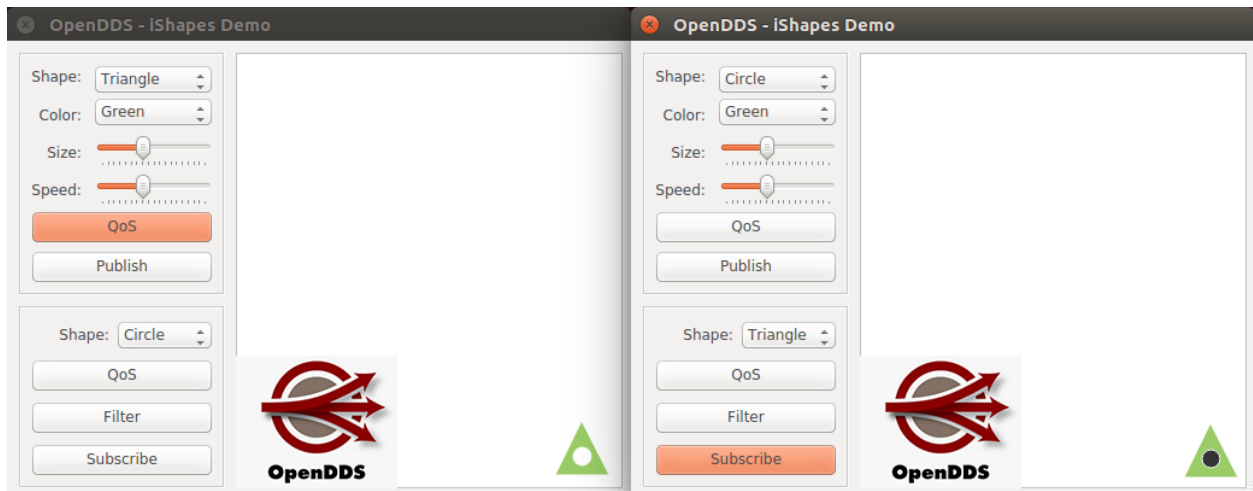 OpenDDS - iShapes Demo
Shape: Triangle
Color: Green
Size:
Speed:
QoS
Publish
Shape: Circle
QoS
Filter
Subscribe
OpenDDS
OpenDDS - iShapes Demo
Shape: Circle
Color: Green
Size:
Speed:
QoS
Publish
Shape: Triangle
QoS
Filter
Subscribe
OpenDDS